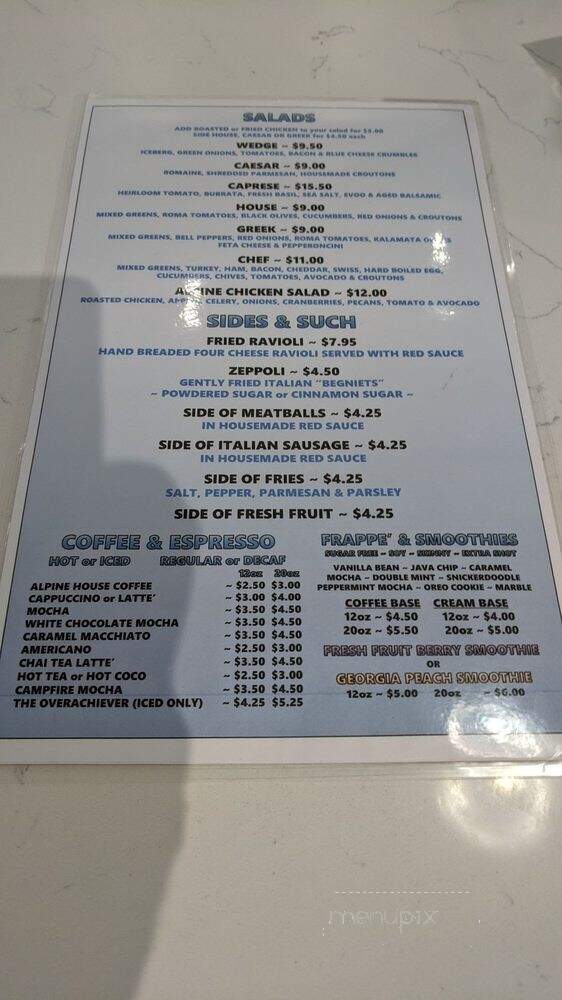 SALADS
ADD ROASTED or FRIED CHICKEN to your salad for $5.00
SIDE HOUSE, CAESAR OR GREEK for $4.50 each
WEDGE ~ $9.50
ICEBERG, GREEN ONIONS, TOMATOES, BACON & BLUE CHEESE CRUMBLES
CAESAR ~ $9.00
ROMAINE, SHREDDED PARMESAN, HOUSEMADE CROUTONS
CAPRESE ~ $15.50
HEIRLOOM TOMATO, BURRATA, FRESH BASIL, SEA SALT, EVOO & AGED BALSAMIC
HOUSE ~ $9.00
MIXED GREENS, ROMA TOMATOES, BLACK OLIVES, CUCUMBERS, RED ONIONS & CROUTONS
GREEK ~ $9.00
MIXED GREENS, BELL PEPPERS, RED ONIONS, ROMA TOMATOES, KALAMATA
FETA CHEESE & PEPPERONCINI
CHEF ~ $11.00
MIXED GREENS, TURKEY, HAM, BACON, CHEDDAR, SWISS, HARD BOILED EGG,
CUCUMBERS, CHIVES, TOMATOES, AVOCADO & CROUTONS
ALPINE CHICKEN SALAD ~ $12.00
ROASTED CHICKEN, CELERY, ONIONS, CRANBERRIES, PECANS, TOMATO & AVOCADO
SIDES & SUCH
FRIED RAVIOLI ~ $7.95
HAND BREADED FOUR CHEESE RAVIOLI SERVED WITH RED SAUCE
ZEPPOLI ~ $4.50
GENTLY FRIED ITALIAN "BEGNIETS"
~ POWDERED SUGAR or CINNAMON SUGAR ~
SIDE OF MEATBALLS ~ $4.25
IN HOUSEMADE RED SAUCE
SIDE OF ITALIAN SAUSAGE ~ $4.25
IN HOUSEMADE RED SAUCE
SIDE OF FRIES ~ $4.25
SALT, PEPPER, PARMESAN & PARSLEY
SIDE OF FRESH FRUIT ~ $4.25
COFFEE & ESPRESSO
HOT or ICED REGULAR or DECAF
12oz 20oz
ALPINE HOUSE COFFEE ~ $2.50 $3.00
CAPPUCCINO or LATTE' ~ $3.00 $4.00
MOCHA ~ $3.50 $4.50
WHITE CHOCOLATE MOCHA ~ $3.50 $4.50
CARAMEL MACCHIATO ~ $3.50 $4.50
AMERICANO ~ $2.50 $3.00
CHAI TEA LATTE' ~ $3.50 $4.50
HOT TEA or HOT COCO ~ $2.50 $3.00
CAMPFIRE MOCHA ~ $3.50 $4.50
THE OVERACHIEVER (ICED ONLY) ~ $4.25 $5.25
FRAPPE' & SMOOTHIES
SUGAR FREE ~ SOY ~ SKINNY ~ EXTRA SHOT
VANILLA BEAN ~ JAVA CHIP ~ CARAMEL
MOCHA ~ DOUBLE MINT ~ SNICKERDOODLE
PEPPERMINT MOCHA ~ OREO COOKIE ~ MARBLE
COFFEE BASE CREAM BASE
12oz ~ $4.50 12oz ~ $4.00
20oz ~ $5.50 20oz ~ $5.00
FRESH FRUIT BERRY SMOOTHIE
OR
GEORGIA PEACH SMOOTHIE
12oz ~ $5.00 20oz ~ $6.00
menupix